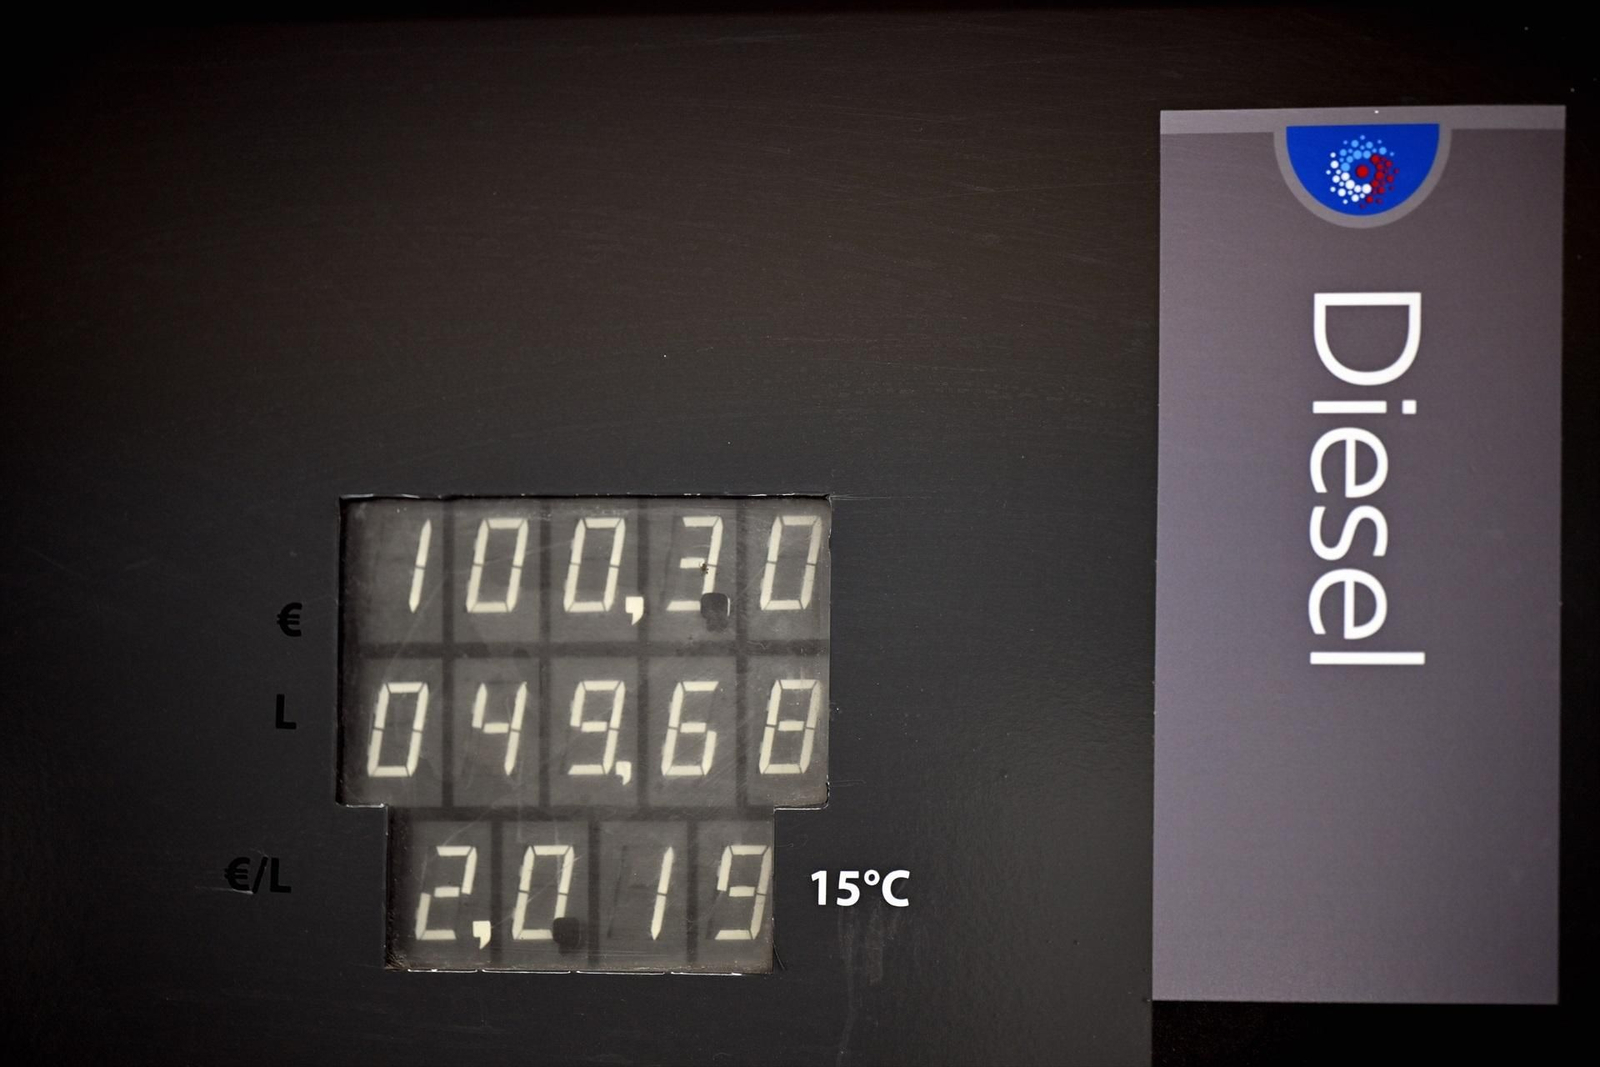 € 100,30
L 049,68
€/L 2,019 15°C
Diesel